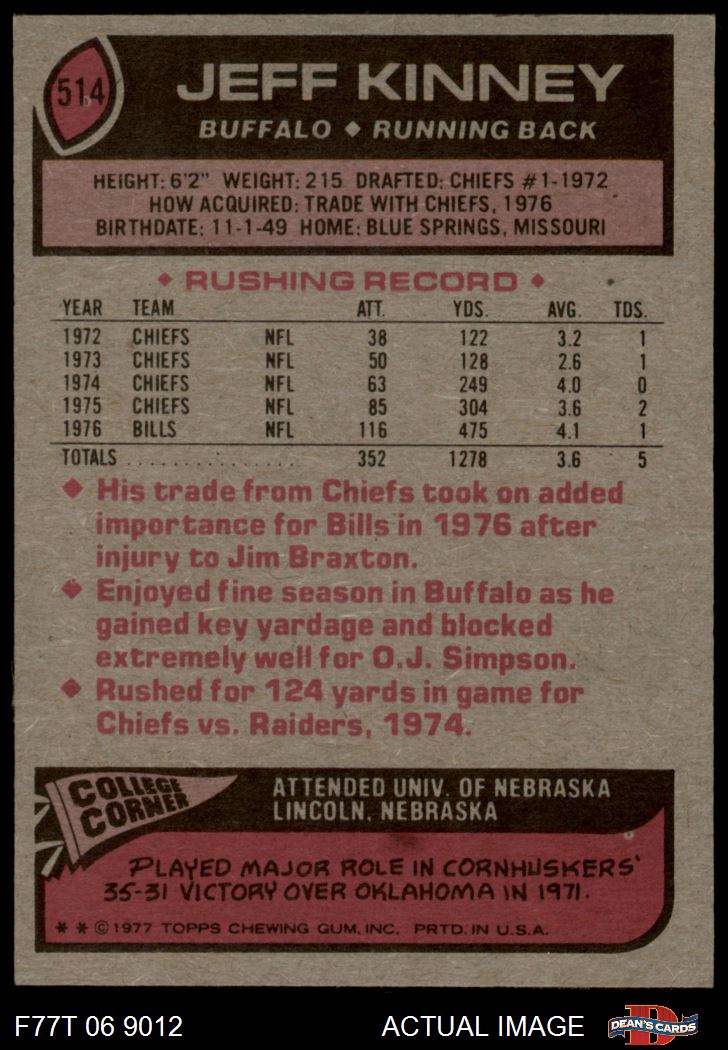 514
JEFF KINNEY
BUFFALO ◆ RUNNING BACK
HEIGHT: 6'2" WEIGHT: 215 DRAFTED: CHIEFS #1-1972
HOW ACQUIRED: TRADE WITH CHIEFS, 1976
BIRTHDATE: 11-1-49 HOME: BLUE SPRINGS, MISSOURI
◆ RUSHING RECORD ◆
YEAR TEAM ATT. YDS. AVG. TDS.
1972 CHIEFS NFL 38 122 3.2 1
1973 CHIEFS NFL 50 128 2.6 1
1974 CHIEFS NFL 63 249 4.0 0
1975 CHIEFS NFL 85 304 3.6 2
1976 BILLS NFL 116 475 4.1 1
TOTALS .................. 352 1278 3.6 5
◆ His trade from Chiefs took on added
importance for Bills in 1976 after
injury to Jim Braxton.
◆ Enjoyed fine season in Buffalo as he
gained key yardage and blocked
extremely well for O.J. Simpson.
◆ Rushed for 124 yards in game for
Chiefs vs. Raiders, 1974.
COLLEGE
CORNER
ATTENDED UNIV. OF NEBRASKA
LINCOLN, NEBRASKA
PLAYED MAJOR ROLE IN CORNHUSKERS'
35-31 VICTORY OVER OKLAHOMA IN 1971.
* * © 1977 TOPPS CHEWING GUM, INC. PRTD. IN U.S.A.
F77T 06 9012 ACTUAL IMAGE
D
DEAN'S CARDS